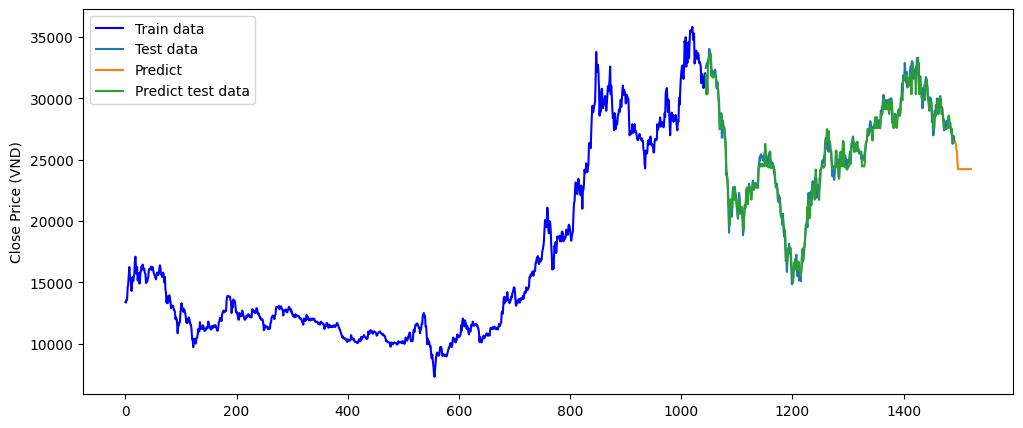 Train data
Test data
Predict
Predict test data
Close Price (VND)
35000
30000
25000
20000
15000
10000
0 200 400 600 800 1000 1200 1400